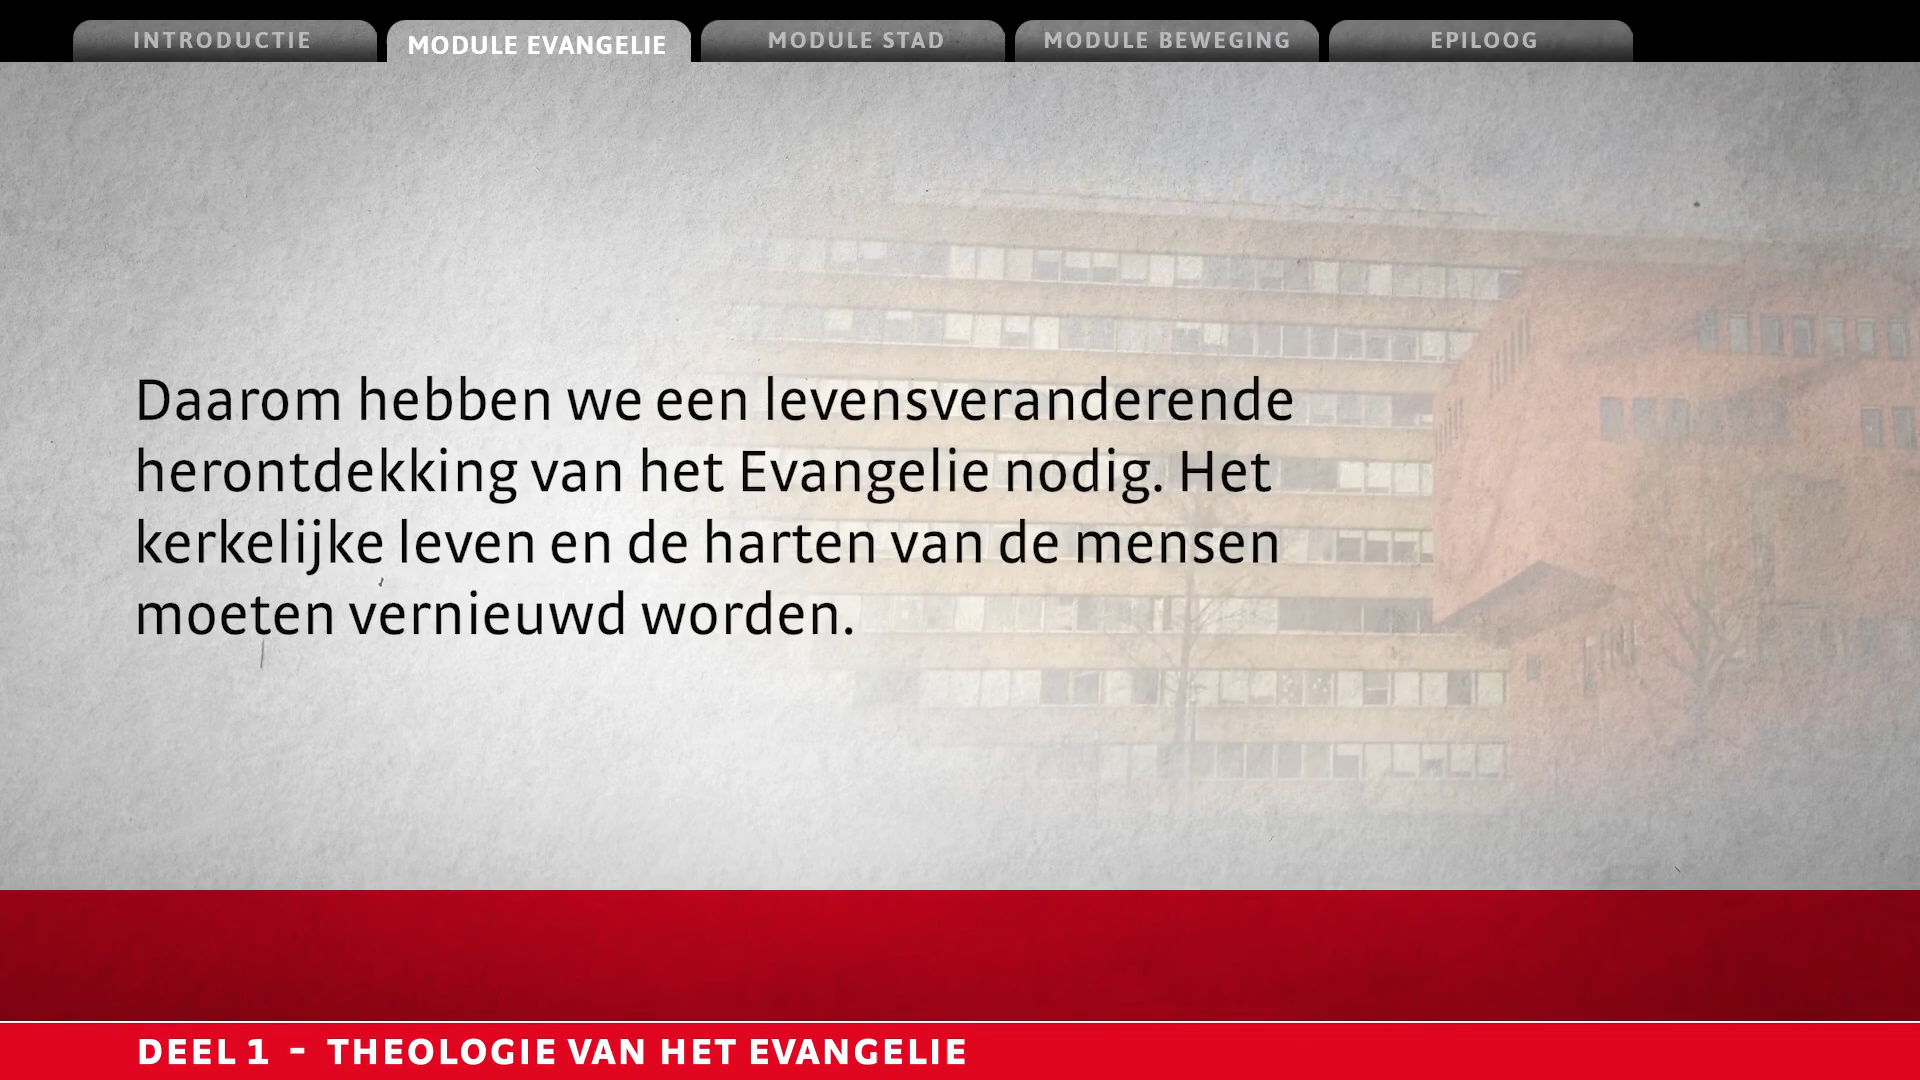 INTRODUCTIE
MODULE EVANGELIE
MODULE STAD
MODULE BEWEGING
EPILOOG
Daarom hebben we een levensveranderende
herontdekking van het Evangelie nodig. Het
kerkelijke leven en de harten van de mensen
moeten vernieuwd worden.
DEEL 1 - THEOLOGIE VAN HET EVANGELIE